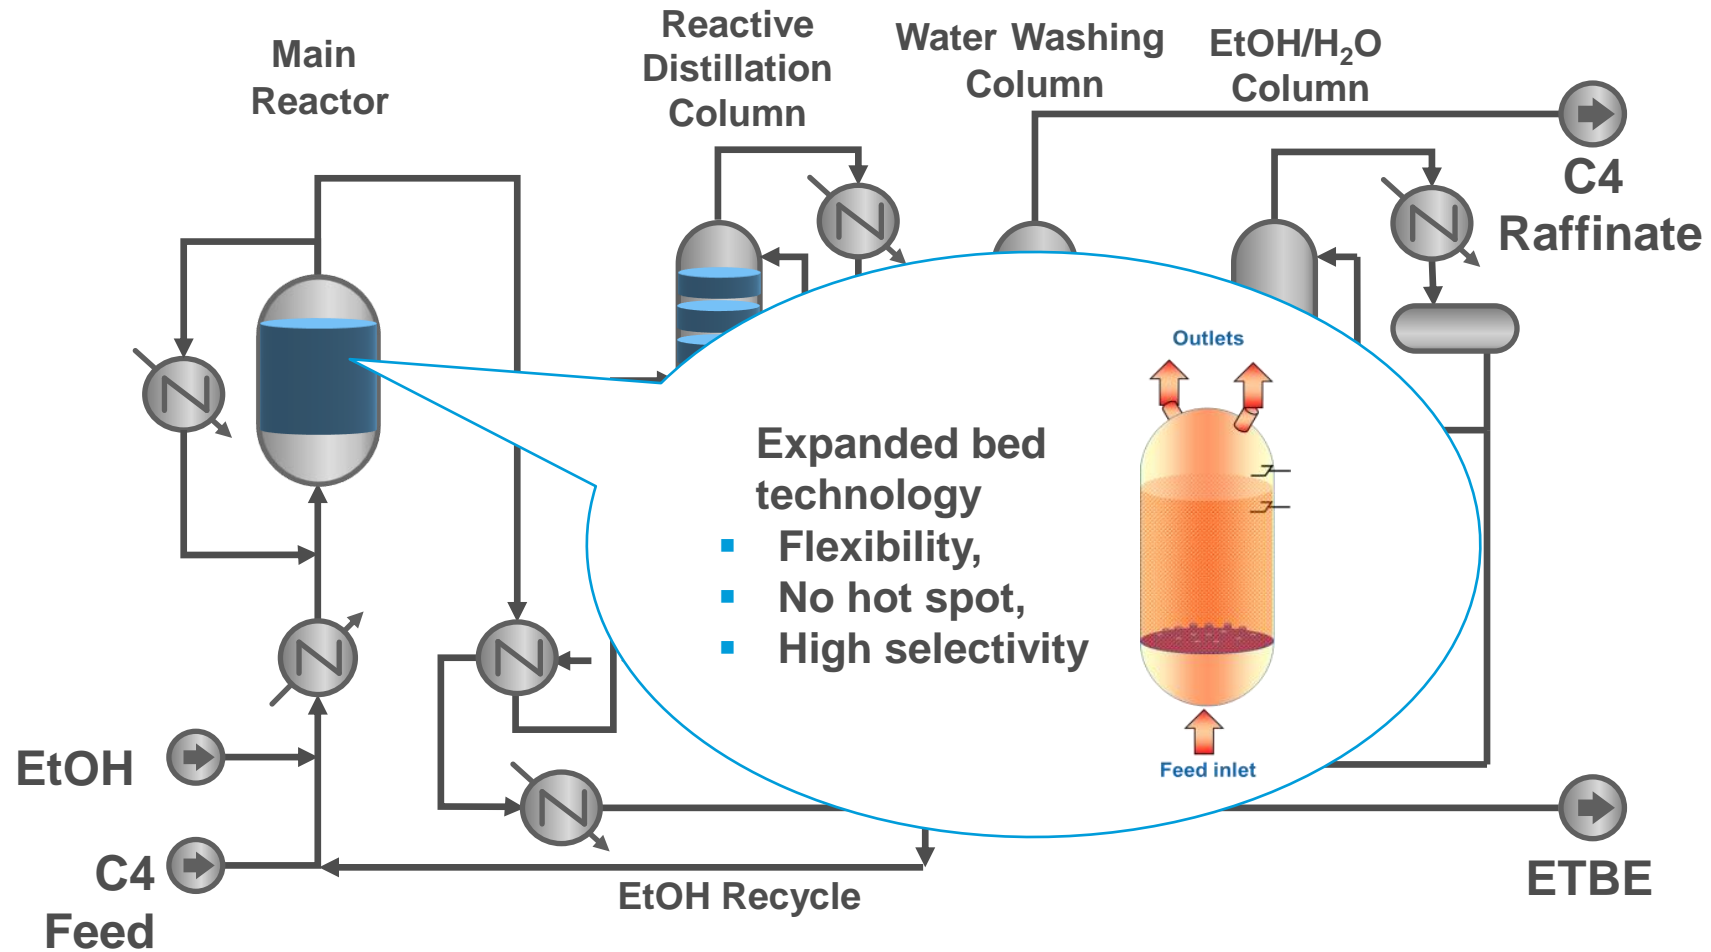 Main
Reactor
Reactive
Distillation
Column
Water Washing
Column
EtOH/H₂O
Column
C4
Raffinate
Outlets
Expanded bed
technology
▪ Flexibility,
▪ No hot spot,
▪ High selectivity
Feed inlet
EtOH
C4
Feed
EtOH Recycle
ETBE